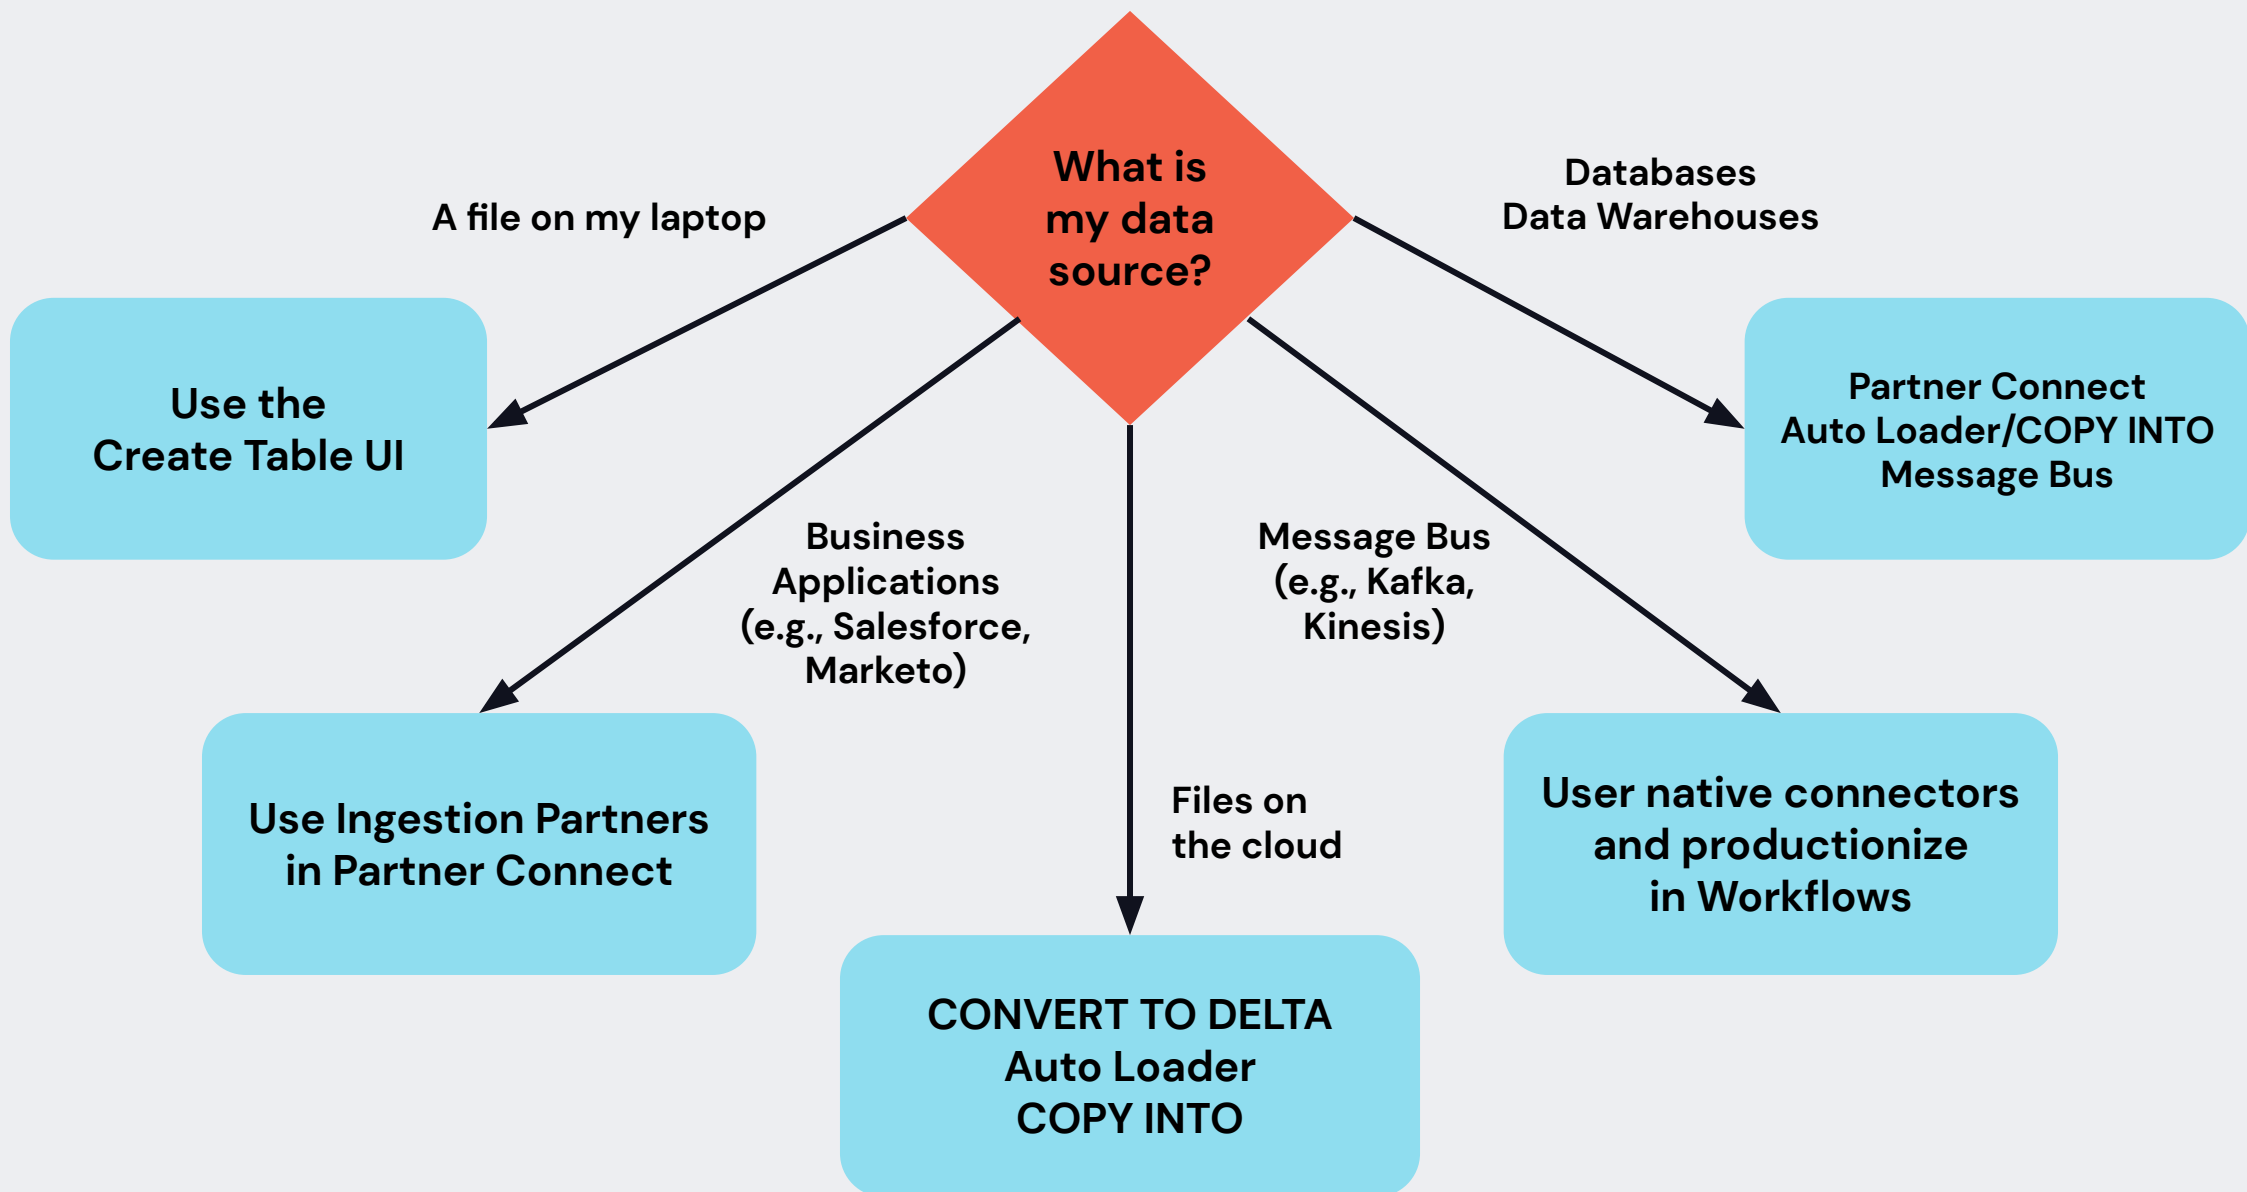 What is
my data
source?
A file on my laptop
Databases
Data Warehouses
Use the
Create Table UI
Partner Connect
Auto Loader/COPY INTO
Message Bus
Business
Applications
(e.g., Salesforce,
Marketo)
Message Bus
(e.g., Kafka,
Kinesis)
Use Ingestion Partners
in Partner Connect
Files on
the cloud
User native connectors
and productionize
in Workflows
CONVERT TO DELTA
Auto Loader
COPY INTO